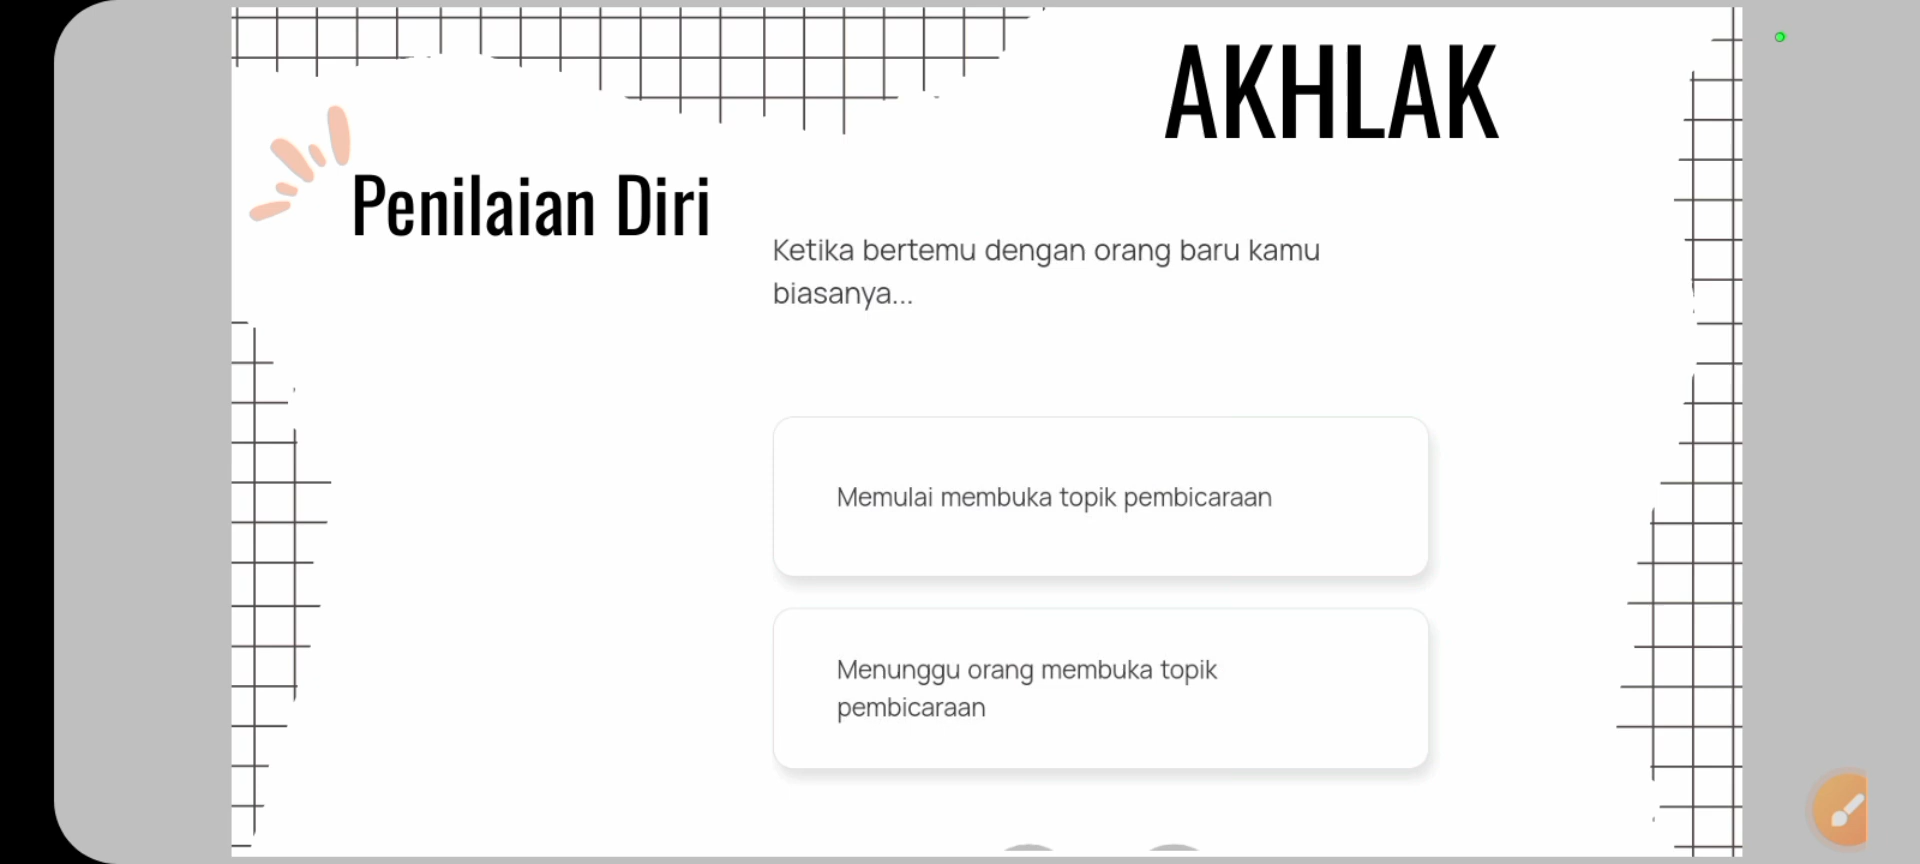 AKHLAK
Penilaian Diri
Ketika bertemu dengan orang baru kamu
biasanya...
Memulai membuka topik pembicaraan
Menunggu orang membuka topik
pembicaraan